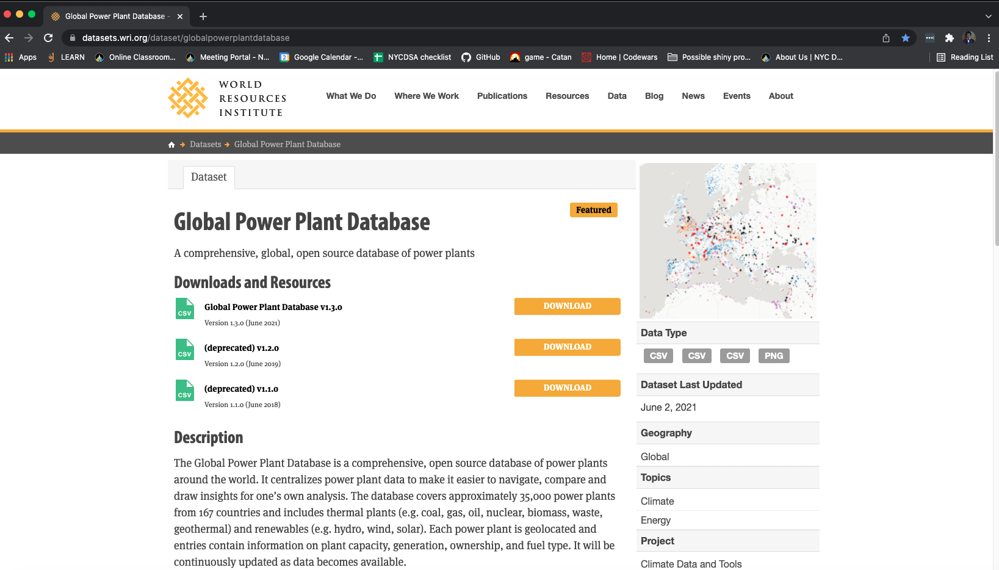 Global Power Plant Database -
datasets.wri.org/dataset/globalpowerplantdatabase
Apps LEARN Online Classroom... Meeting Portal - N... 2 Google Calendar -... NYCDSA checklist GitHub game - Catan Home | Codewars Possible shiny pro... About Us | NYC D... Reading List
WORLD
RESOURCES
INSTITUTE
What We Do Where We Work Publications Resources Data Blog News Events About
Datasets Global Power Plant Database
Dataset
Featured
Global Power Plant Database
A comprehensive, global, open source database of power plants
Downloads and Resources
CSV
Global Power Plant Database v1.3.0
DOWNLOAD
Version 1.3.0 (June 2021)
CSV
(deprecated) v1.2.0
DOWNLOAD
Version 1.2.0 (June 2019)
CSV
(deprecated) v1.1.0
DOWNLOAD
Version 1.1.0 (June 2018)
Description
The Global Power Plant Database is a comprehensive, open source database of power plants
around the world. It centralizes power plant data to make it easier to navigate, compare and
draw insights for one’s own analysis. The database covers approximately 35,000 power plants
from 167 countries and includes thermal plants (e.g. coal, gas, oil, nuclear, biomass, waste,
geothermal) and renewables (e.g. hydro, wind, solar). Each power plant is geolocated and
entries contain information on plant capacity, generation, ownership, and fuel type. It will be
continuously updated as data becomes available.
Data Type
CSV CSV CSV PNG
Dataset Last Updated
June 2, 2021
Geography
Global
Topics
Climate
Energy
Project
Climate Data and Tools